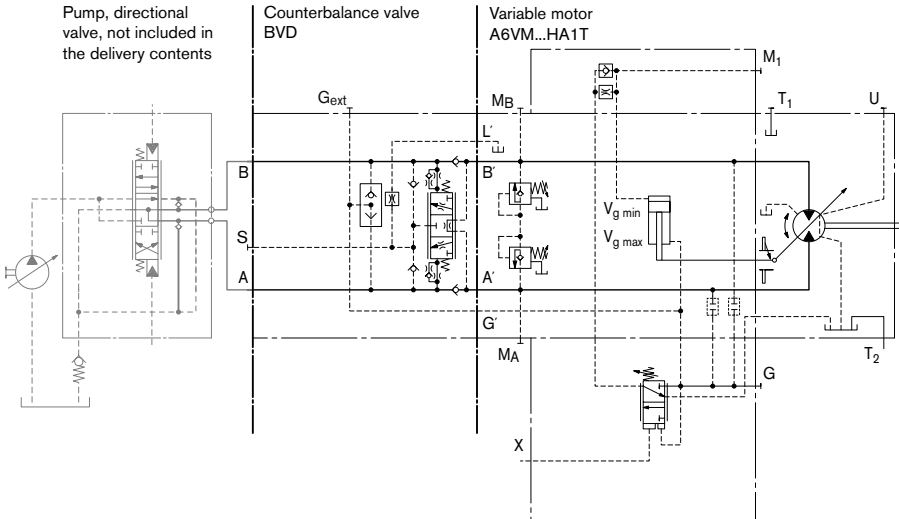 Pump, directional
valve, not included in
the delivery contents
Counterbalance valve
BVD
Variable motor
A6VM...HA1T
M1
Gext
MB
T1
U
L′
B
B′
Vg min
Vg max
S
A
A′
G′
MA
T2
G
X